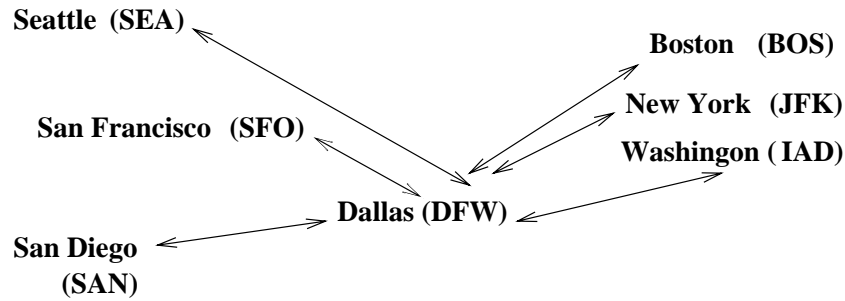 Seattle (SEA)
Boston (BOS)
New York (JFK)
San Francisco (SFO)
Washingon ( IAD)
Dallas (DFW)
San Diego
(SAN)